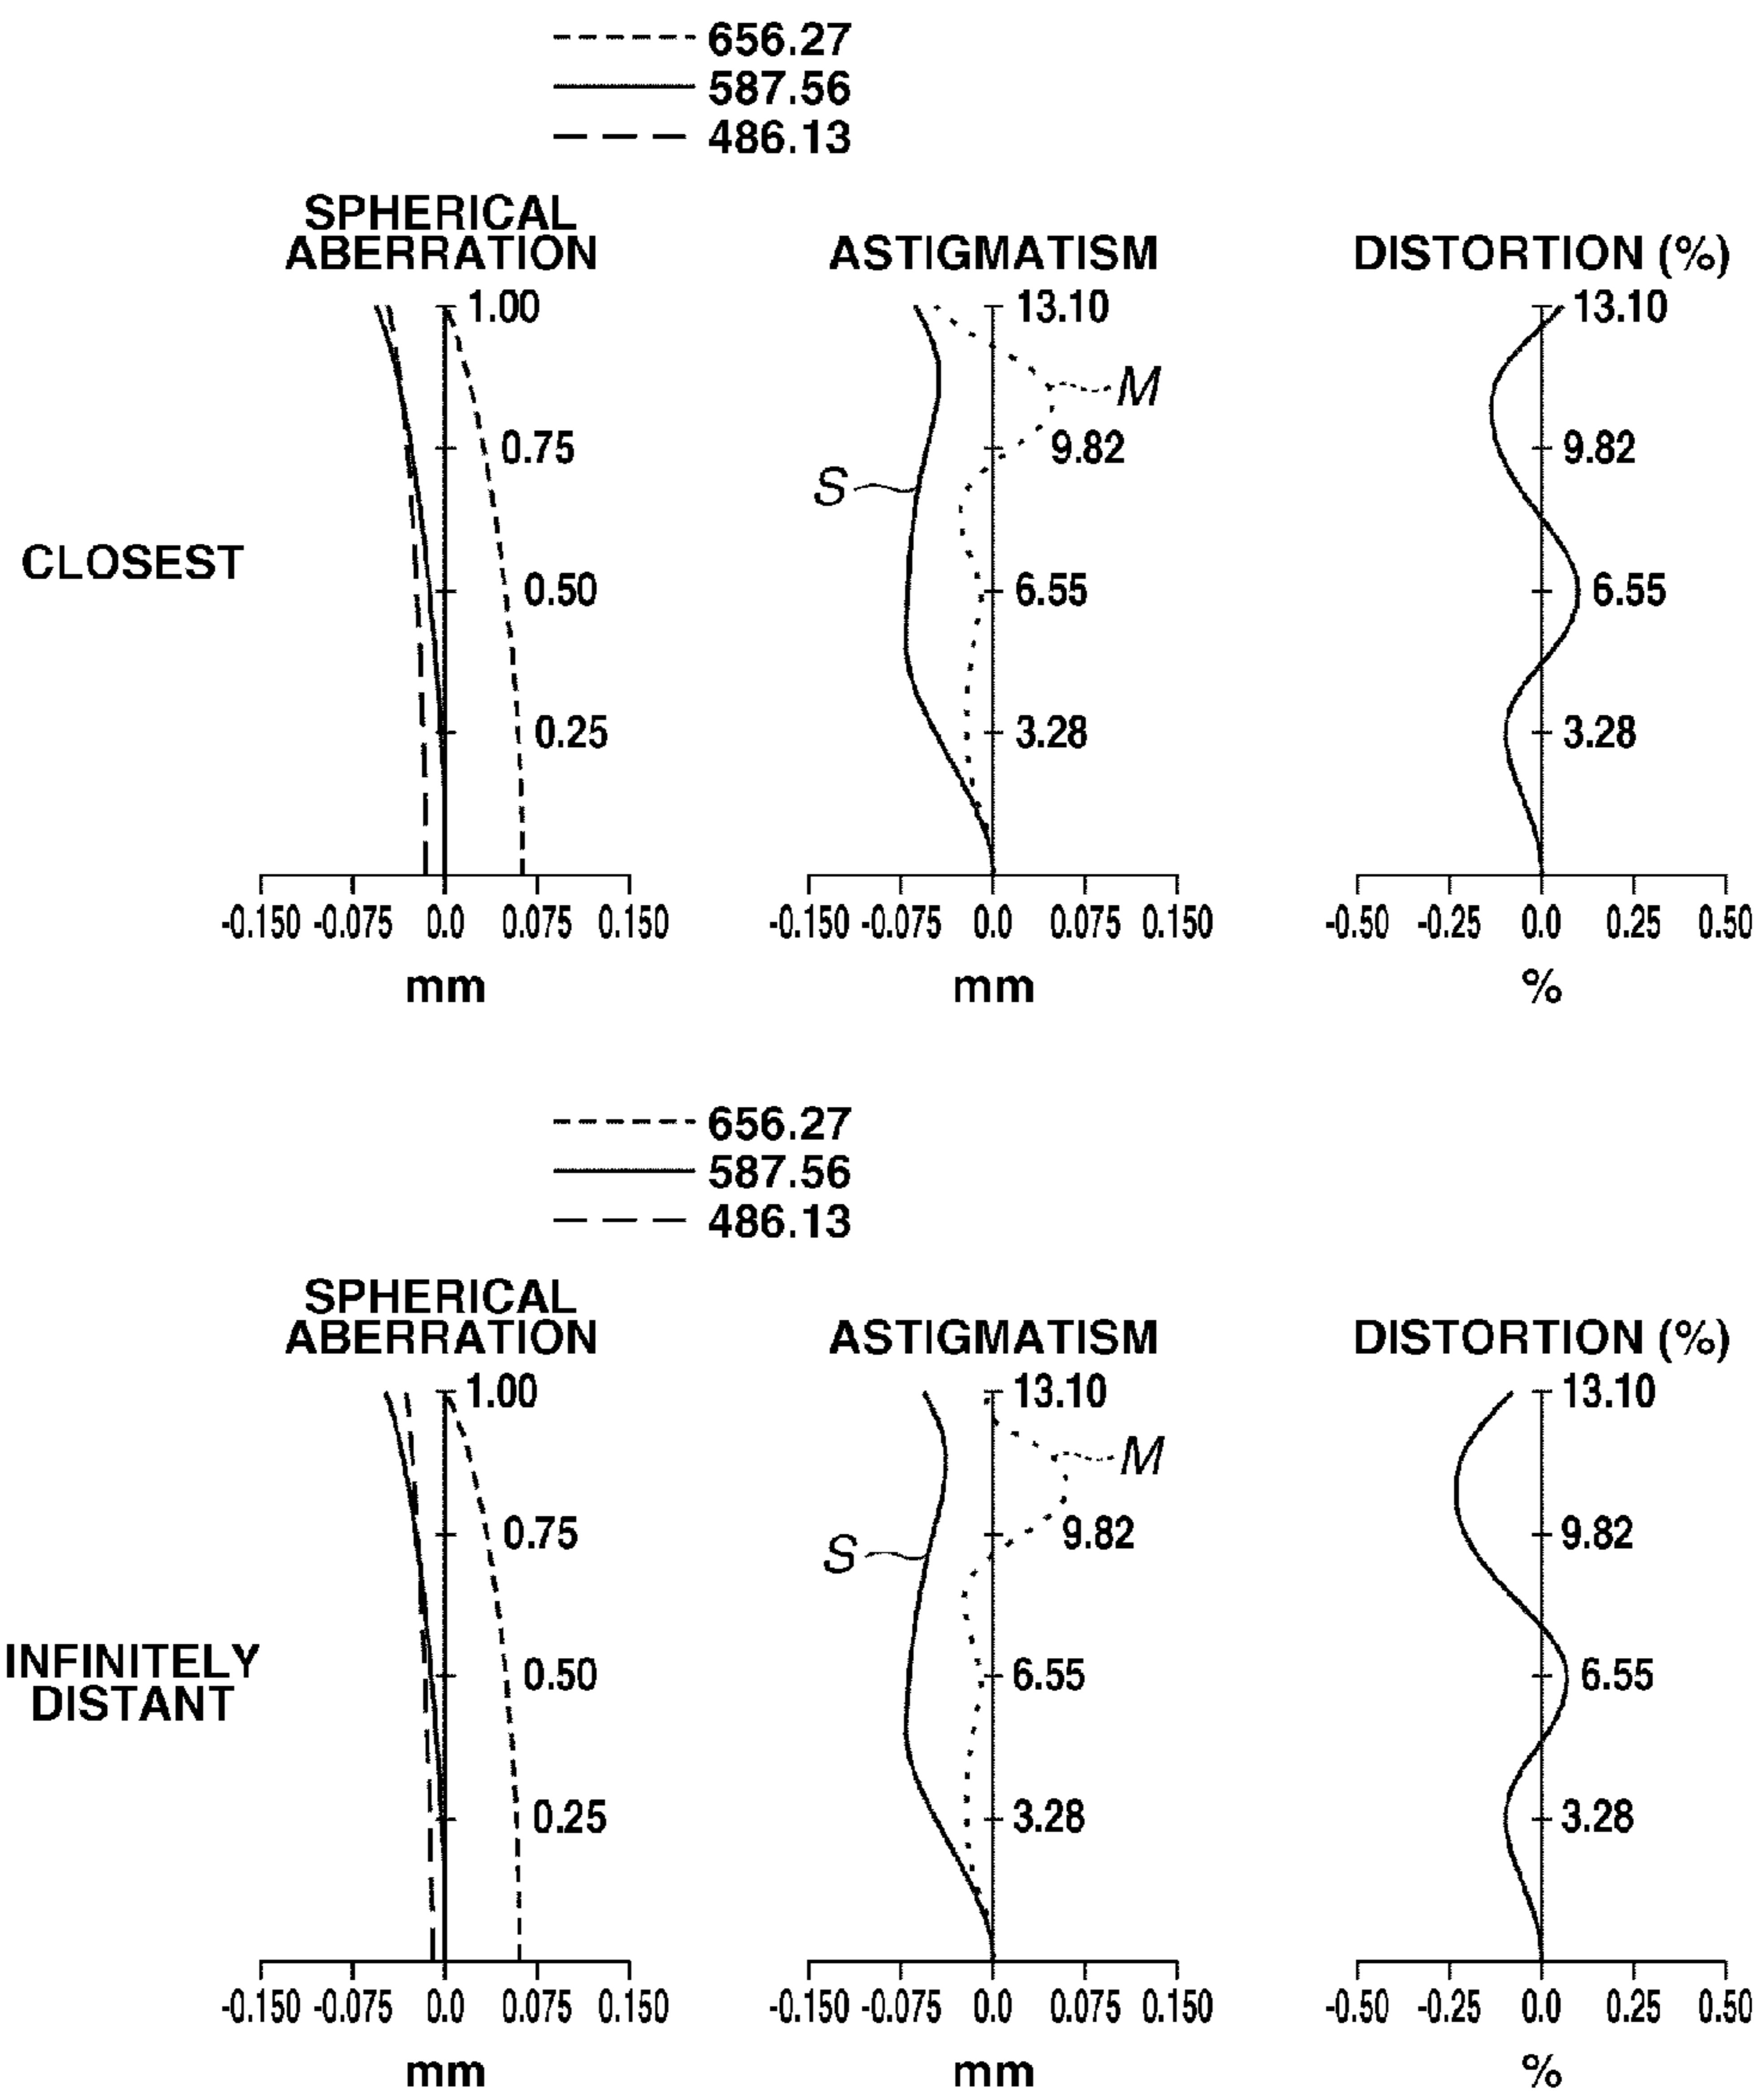 656.27
587.56
486.13
SPHERICAL
ABERRATION
ASTIGMATISM
DISTORTION (%)
1.00
13.10
13.10
M
0.75
9.82
9.82
S
CLOSEST
0.50
6.55
6.55
0.25
3.28
3.28
-0.150 -0.075 0.0 0.075 0.150
-0.150 -0.075 0.0 0.075 0.150
-0.50 -0.25 0.0 0.25 0.50
mm
mm
%
656.27
587.56
486.13
SPHERICAL
ABERRATION
ASTIGMATISM
DISTORTION (%)
1.00
13.10
13.10
M
0.75
9.82
9.82
S
INFINITELY
DISTANT
0.50
6.55
6.55
0.25
3.28
3.28
-0.150 -0.075 0.0 0.075 0.150
-0.150 -0.075 0.0 0.075 0.150
-0.50 -0.25 0.0 0.25 0.50
mm
mm
%